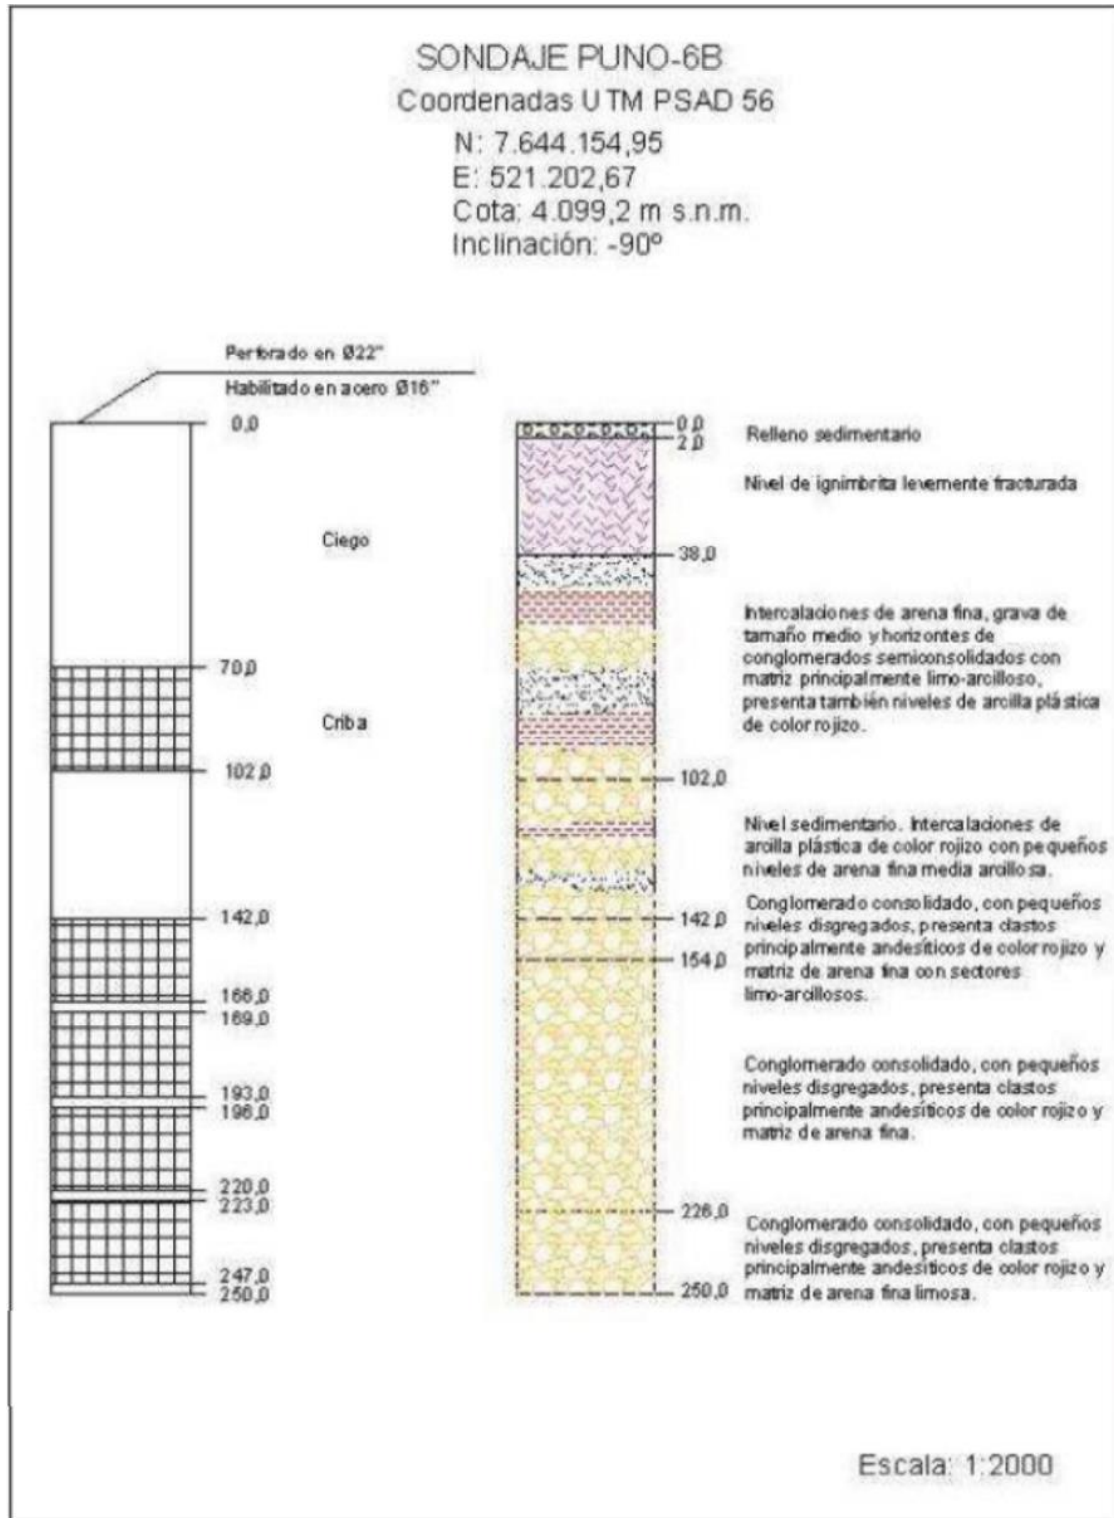 SONDAJE PUNO-6B
Coordenadas UTM PSAD 56
N: 7.644.154,95
E: 521.202,67
Cota: 4.099,2 m s.n.m.
Inclinación: -90º
Perforado en Ø22"
Habilitado en acero Ø16"
0,0
Ciego
70,0
Criba
102,0
142,0
166,0
169,0
193,0
196,0
220,0
223,0
247,0
250,0
0,0
2,0
38,0
102,0
142,0
154,0
226,0
250,0
Relleno sedimentario
Nivel de ignimbrita levemente fracturada
Intercalaciones de arena fina, grava de
tamaño medio y horizontes de
conglomerados semiconsolidados con
matriz principalmente limo-arcilloso,
presenta también niveles de arcilla plástica
de color rojizo.
Nivel sedimentario. Intercalaciones de
arcilla plástica de color rojizo con pequeños
niveles de arena fina media arcillosa.
Conglomerado consolidado, con pequeños
niveles disgregados, presenta clastos
principalmente andesíticos de color rojizo y
matriz de arena fina con sectores
limo-arcillosos.
Conglomerado consolidado, con pequeños
niveles disgregados, presenta clastos
principalmente andesíticos de color rojizo y
matriz de arena fina.
Conglomerado consolidado, con pequeños
niveles disgregados, presenta clastos
principalmente andesíticos de color rojizo y
matriz de arena fina limosa.
Escala: 1:2000